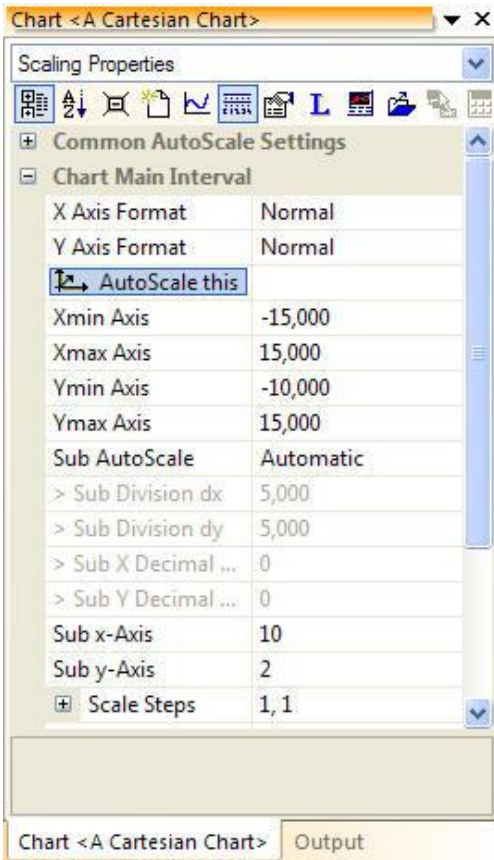 Chart <A Cartesian Chart>
Scaling Properties
L
Common AutoScale Settings
Chart Main Interval
X Axis Format Normal
Y Axis Format Normal
AutoScale this
Xmin Axis -15,000
Xmax Axis 15,000
Ymin Axis -10,000
Ymax Axis 15,000
Sub AutoScale Automatic
> Sub Division dx 5,000
> Sub Division dy 5,000
> Sub X Decimal ... 0
> Sub Y Decimal ... 0
Sub x-Axis 10
Sub y-Axis 2
Scale Steps 1, 1
Chart <A Cartesian Chart> Output